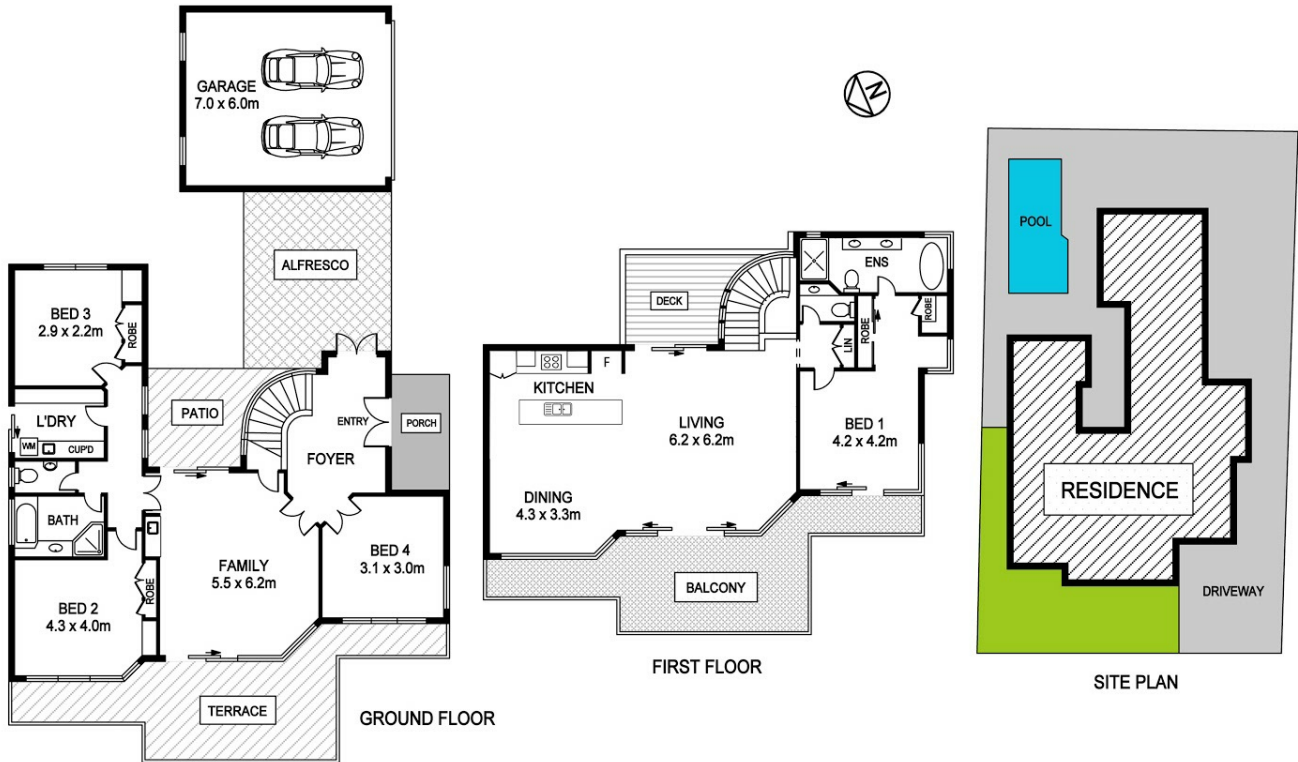 GARAGE
7.0 x 6.0m
ALFRESCO
BED 3
2.9 x 2.2m
ROBE
L'DRY
WM
CUP'D
PATIO
ENTRY
PORCH
FOYER
BATH
FAMILY
5.5 x 6.2m
BED 4
3.1 x 3.0m
BED 2
4.3 x 4.0m
ROBE
TERRACE
GROUND FLOOR
N
DECK
ENS
ROBE
ROBE
LIN
F
KITCHEN
LIVING
6.2 x 6.2m
BED 1
4.2 x 4.2m
DINING
4.3 x 3.3m
BALCONY
FIRST FLOOR
POOL
RESIDENCE
DRIVEWAY
SITE PLAN